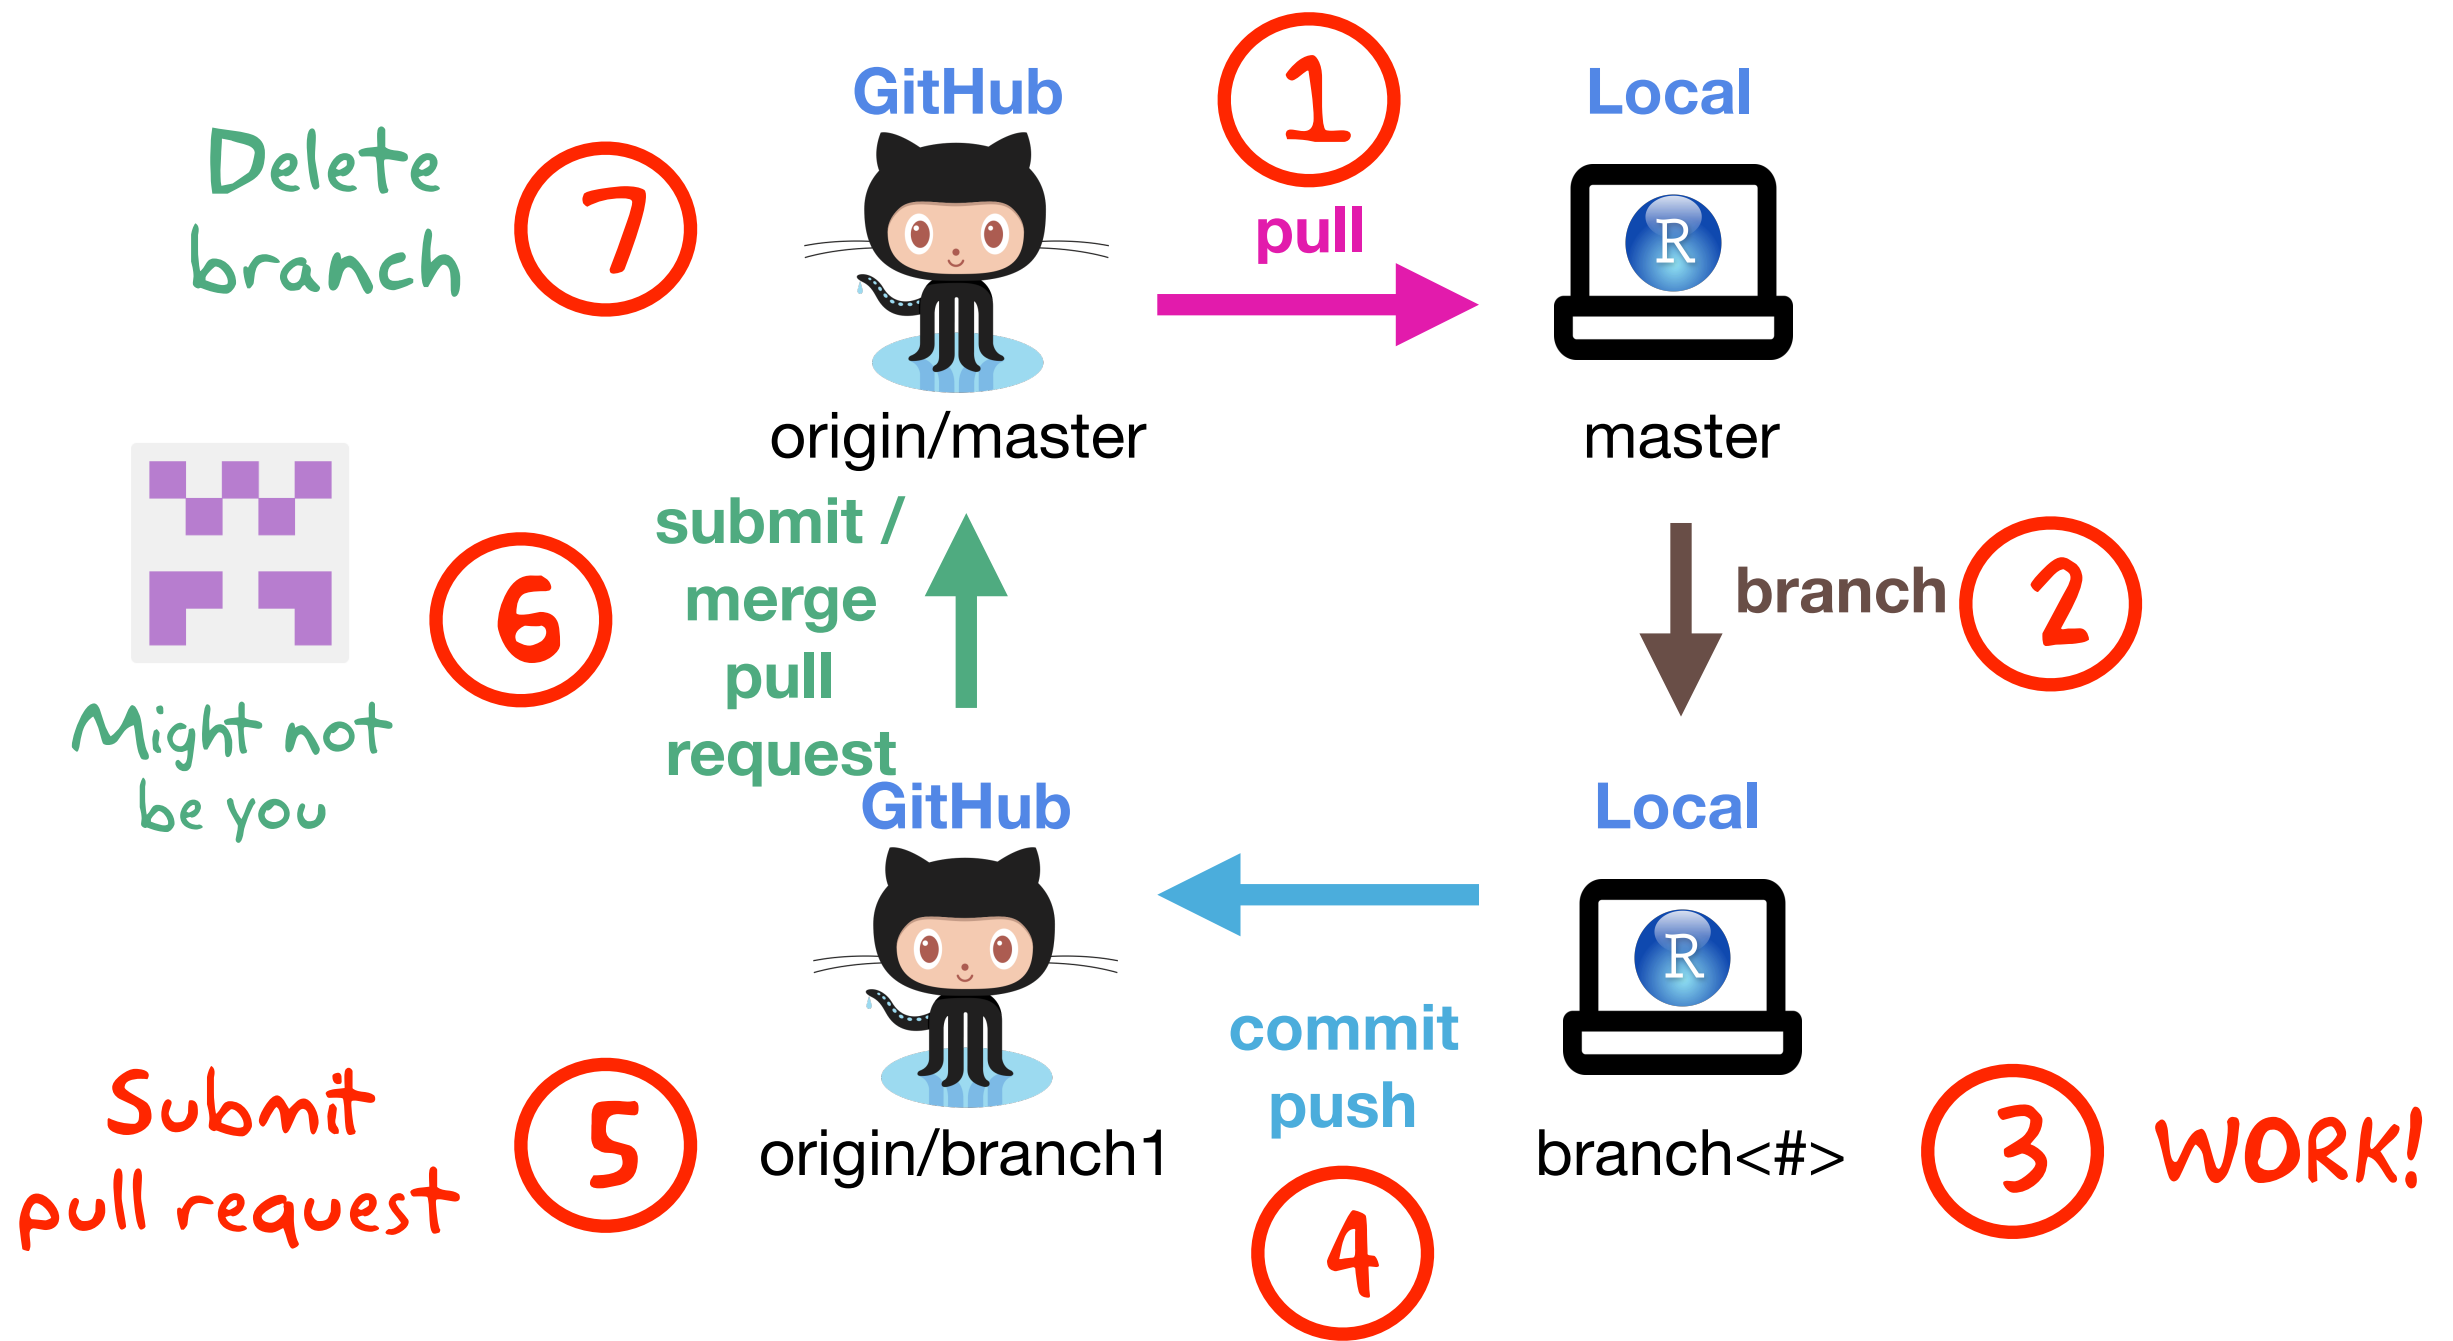 GitHub
1
Local
Delete
branch
7
pull
R
origin/master
master
submit /
merge
pull
request
6
branch
2
Might not
be you
GitHub
Local
R
commit
push
origin/branch1
branch<#>
3
WORK!
Submit
pull request
5
4